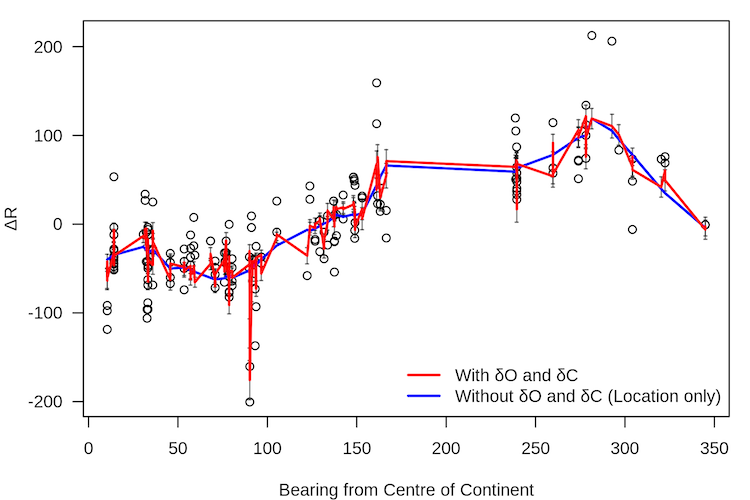 200
100
0
-100
-200
ΔR
With δO and δC
Without δO and δC (Location only)
0 50 100 150 200 250 300 350
Bearing from Centre of Continent